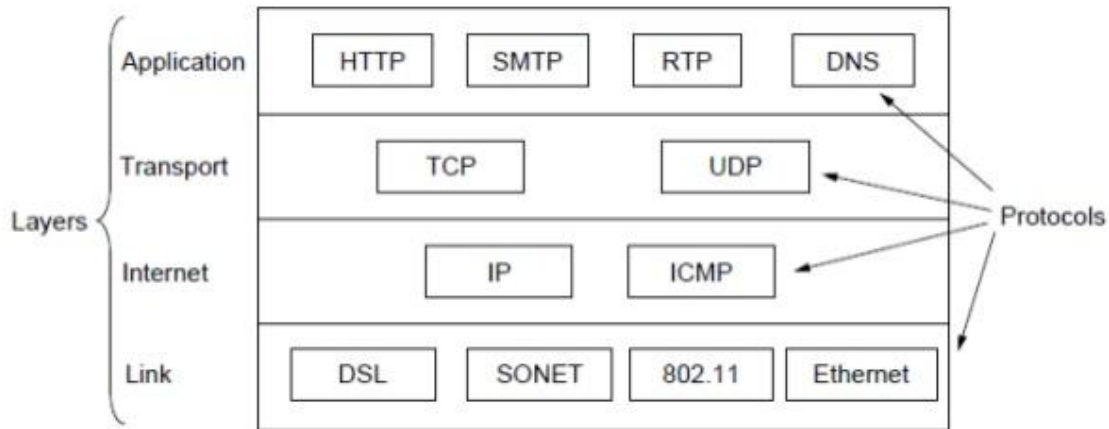 Application HTTP SMTP RTP DNS
Transport TCP UDP
Layers Protocols
Internet IP ICMP
Link DSL SONET 802.11 Ethernet